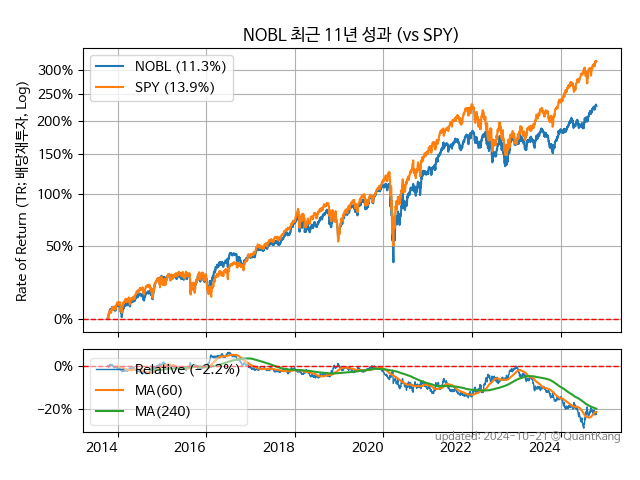 NOBL 최근 11년 성과 (vs SPY)
Rate of Return (TR: 배당재투자, Log)
300%
250%
200%
150%
100%
50%
0%
NOBL (11.3%)
SPY (13.9%)
0%
−20%
Relative (−2.2%)
MA(60)
MA(240)
2014 2016 2018 2020 2022 2024
updated: 2024-10-21 © QuantKang